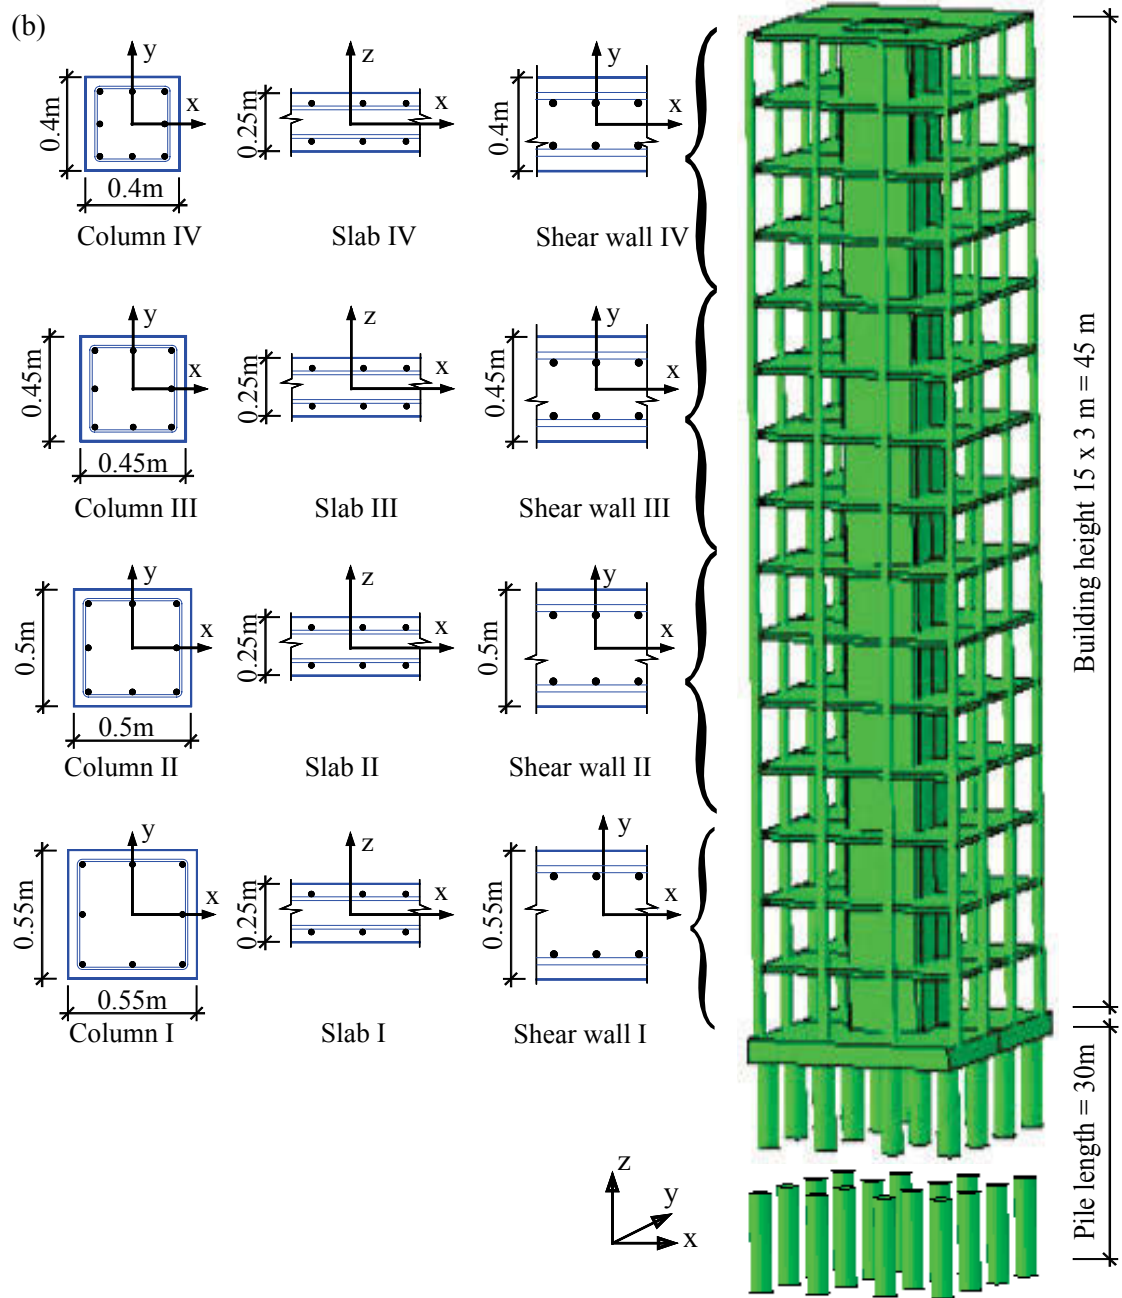 (b)
y
x
0.4m
0.4m
Column IV
z
x
0.25m
Slab IV
y
x
0.4m
Shear wall IV
y
x
0.45m
0.45m
Column III
z
x
0.25m
Slab III
y
x
0.45m
Shear wall III
y
x
0.5m
0.5m
Column II
z
x
0.25m
Slab II
y
x
0.5m
Shear wall II
y
x
0.55m
0.55m
Column I
z
x
0.25m
Slab I
y
x
0.55m
Shear wall I
Building height 15 x 3 m = 45 m
Pile length = 30m
z
y
x